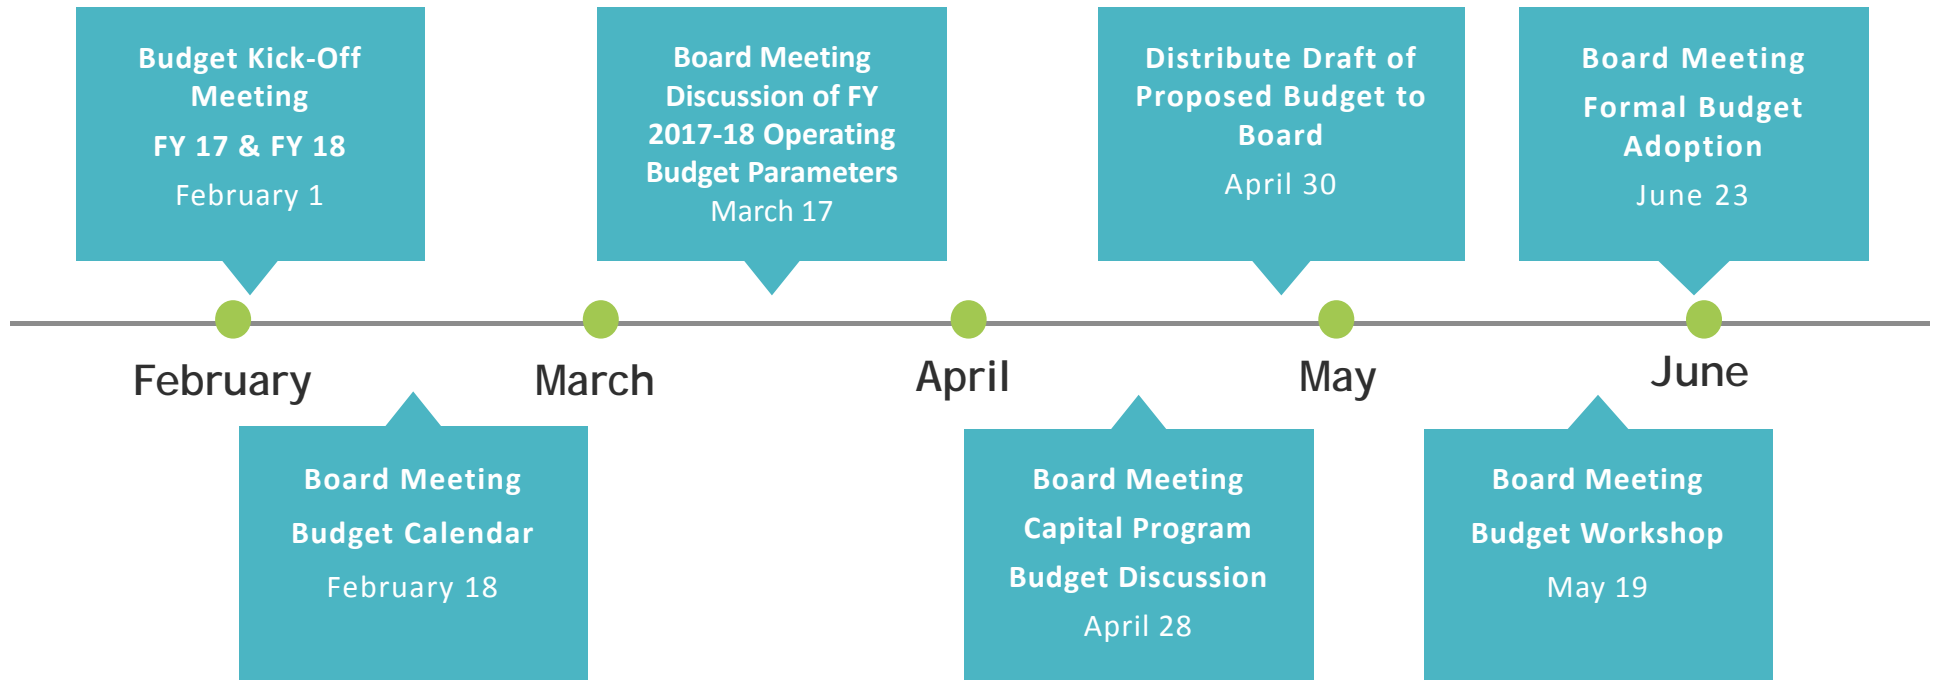 Budget Kick-Off
Meeting
FY 17 & FY 18
February 1
Board Meeting
Discussion of FY
2017-18 Operating
Budget Parameters
March 17
Distribute Draft of
Proposed Budget to
Board
April 30
Board Meeting
Formal Budget
Adoption
June 23
February
March
April
May
June
Board Meeting
Budget Calendar
February 18
Board Meeting
Capital Program
Budget Discussion
April 28
Board Meeting
Budget Workshop
May 19